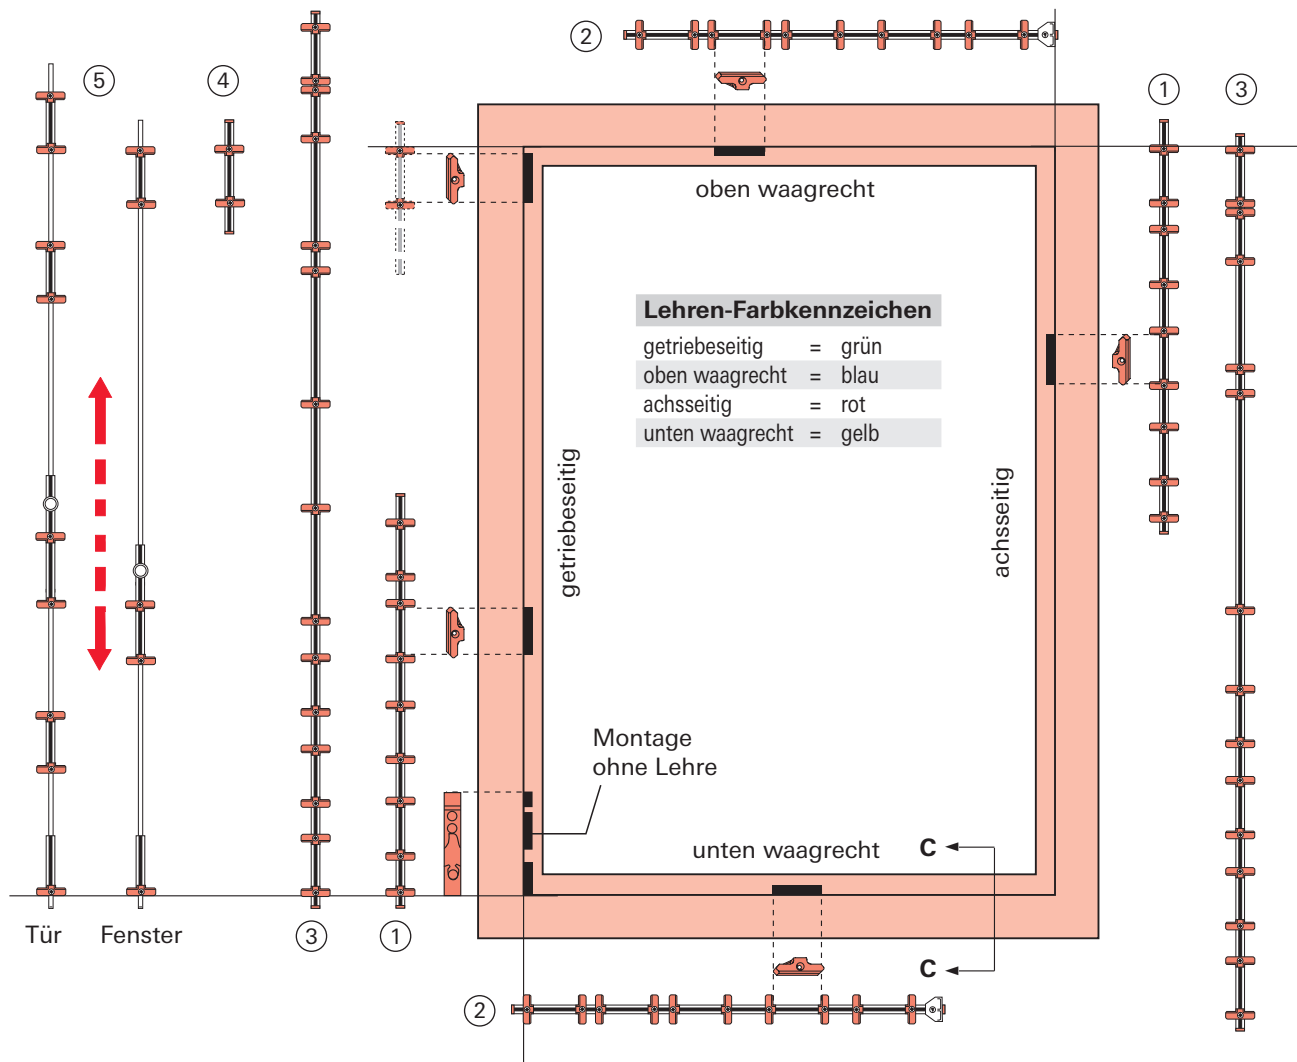 2
5
4
1
3
oben waagrecht
Lehren-Farbkennzeichen
getriebeseitig = grün
oben waagrecht = blau
achsseitig = rot
unten waagrecht = gelb
getriebeseitig
achsseitig
Montage
ohne Lehre
unten waagrecht
C
Tür
Fenster
3
1
C
2